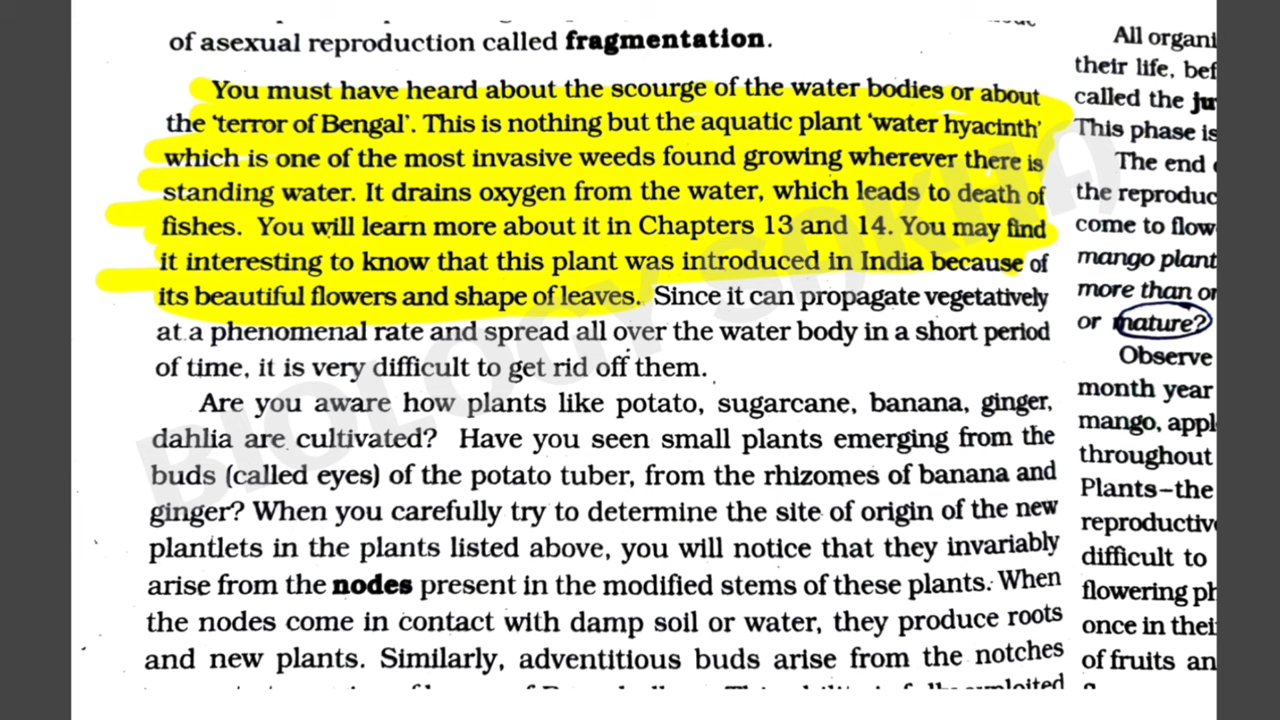 of asexual reproduction called fragmentation.
You must have heard about the scourge of the water bodies or about
the ‘terror of Bengal’. This is nothing but the aquatic plant ‘water hyacinth’
which is one of the most invasive weeds found growing wherever there is
standing water. It drains oxygen from the water, which leads to death of
fishes. You will learn more about it in Chapters 13 and 14. You may find
it interesting to know that this plant was introduced in India because of
its beautiful flowers and shape of leaves. Since it can propagate vegetatively
at a phenomenal rate and spread all over the water body in a short period
of time, it is very difficult to get rid off them.
Are you aware how plants like potato, sugarcane, banana, ginger,
dahlia are cultivated? Have you seen small plants emerging from the
buds (called eyes) of the potato tuber, from the rhizomes of banana and
ginger? When you carefully try to determine the site of origin of the new
plantlets in the plants listed above, you will notice that they invariably
arise from the nodes present in the modified stems of these plants. When
the nodes come in contact with damp soil or water, they produce roots
and new plants. Similarly, adventitious buds arise from the notches
All organi
their life, bef
called the ju
This phase is
The end
the reproduc
come to flow
mango plant
more than or
or mature?
Observe
month year
mango, appl
throughout
Plants–the
reproductiv
difficult to
flowering ph
once in thei
of fruits an
BIOLOGY SIKHA